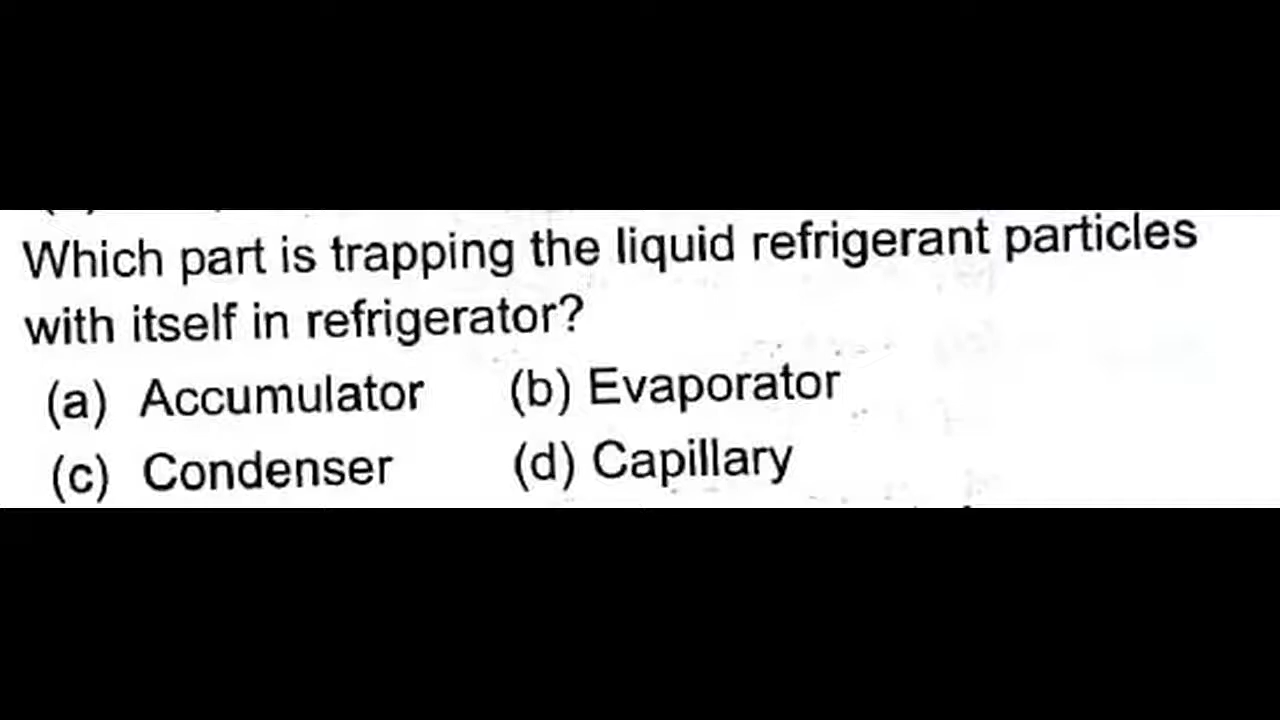 Which part is trapping the liquid refrigerant particles
with itself in refrigerator?
(a) Accumulator (b) Evaporator
(c) Condenser (d) Capillary